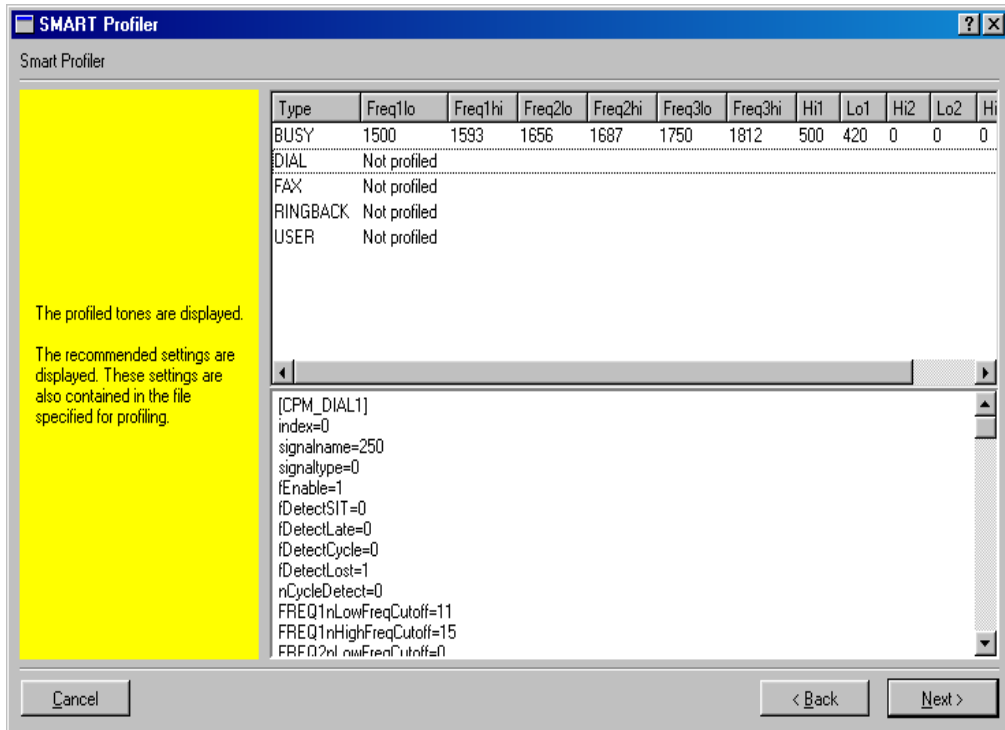 SMART Profiler
Smart Profiler
Type Freq1lo Freq1hi Freq2lo Freq2hi Freq3lo Freq3hi Hi1 Lo1 Hi2 Lo2 Hi
BUSY 1500 1593 1656 1687 1750 1812 500 420 0 0 0
DIAL Not profiled
FAX Not profiled
RINGBACK Not profiled
USER Not profiled
The profiled tones are displayed.
The recommended settings are
displayed. These settings are
also contained in the file
specified for profiling.
[CPM_DIAL1]
index=0
signalname=250
signaltype=0
fEnable=1
fDetectSIT=0
fDetectLate=0
fDetectCycle=0
fDetectLost=1
nCycleDetect=0
FREQ1nLowFreqCutoff=11
FREQ1nHighFreqCutoff=15
FREQ2nLowFreqCutoff=0
Cancel
< Back
Next >